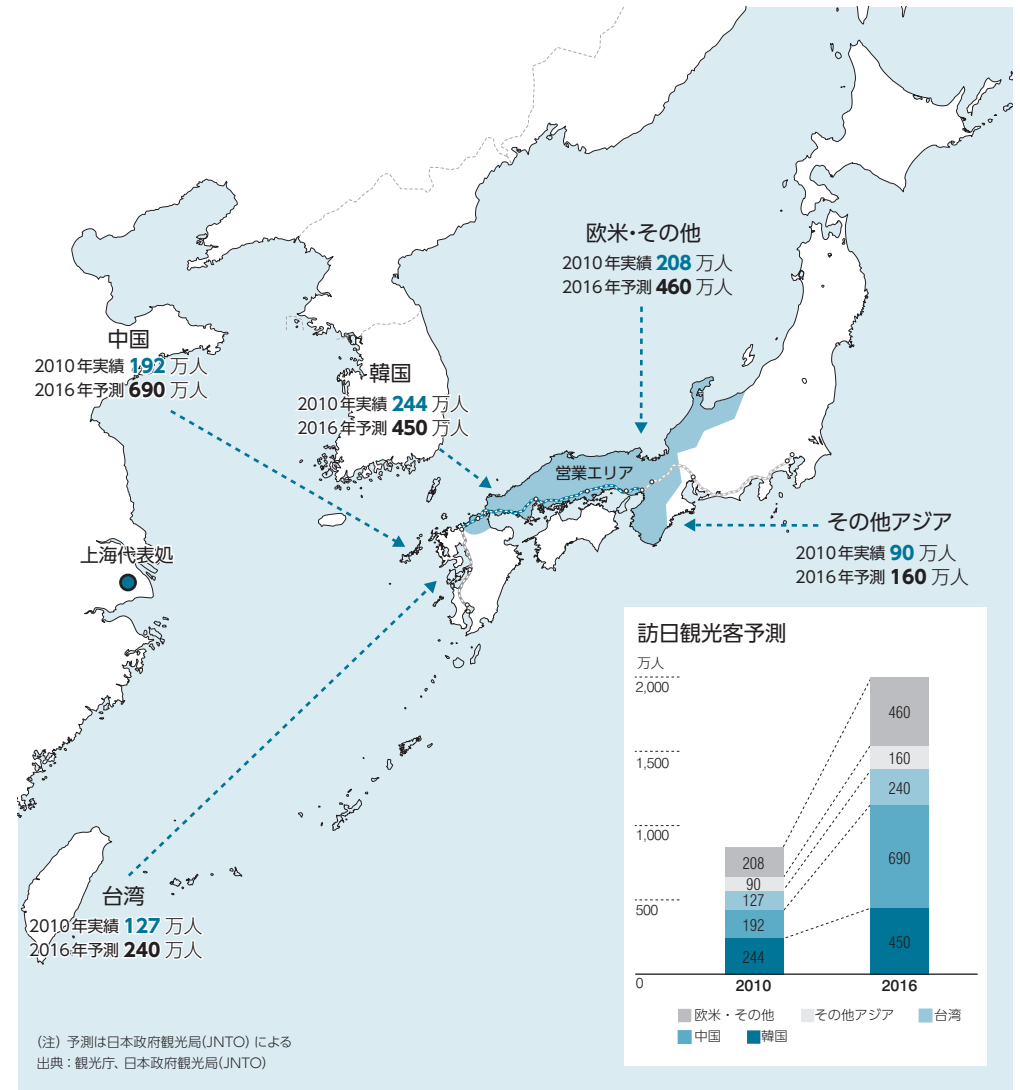 欧米・その他
2010年実績 208 万人
2016年予測 460 万人
中国
2010年実績 192 万人
2016年予測 690 万人
韓国
2010年実績 244 万人
2016年予測 450 万人
営業エリア
その他アジア
2010年実績 90 万人
2016年予測 160 万人
上海代表処
台湾
2010年実績 127 万人
2016年予測 240 万人
訪日観光客予測
万人
2,000
1,500
1,000
500
0
208
90
127
192
244
2010
460
160
240
690
450
2016
欧米・その他 その他アジア 台湾
中国 韓国
(注) 予測は日本政府観光局(JNTO) による
出典：観光庁、日本政府観光局(JNTO)